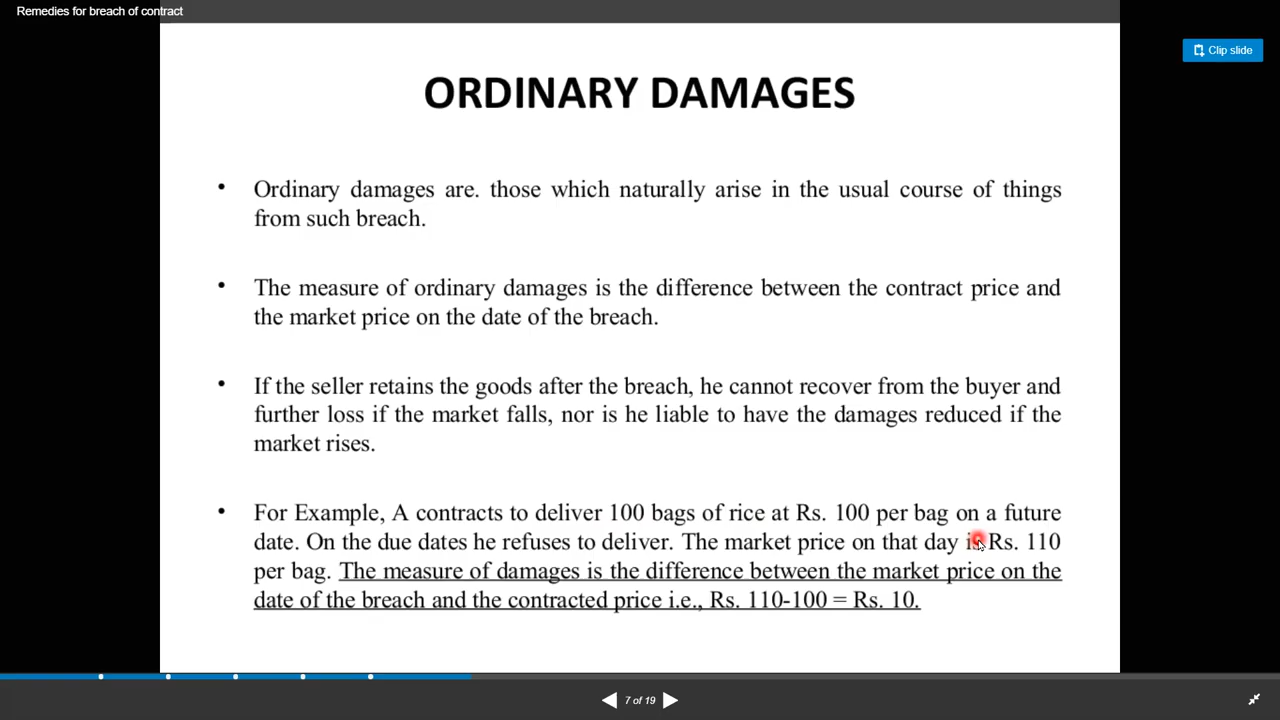 Remedies for breach of contract
Clip slide
ORDINARY DAMAGES
• Ordinary damages are. those which naturally arise in the usual course of things
from such breach.
• The measure of ordinary damages is the difference between the contract price and
the market price on the date of the breach.
• If the seller retains the goods after the breach, he cannot recover from the buyer and
further loss if the market falls, nor is he liable to have the damages reduced if the
market rises.
• For Example, A contracts to deliver 100 bags of rice at Rs. 100 per bag on a future
date. On the due dates he refuses to deliver. The market price on that day is Rs. 110
per bag. The measure of damages is the difference between the market price on the
date of the breach and the contracted price i.e., Rs. 110-100 = Rs. 10.
7 of 19